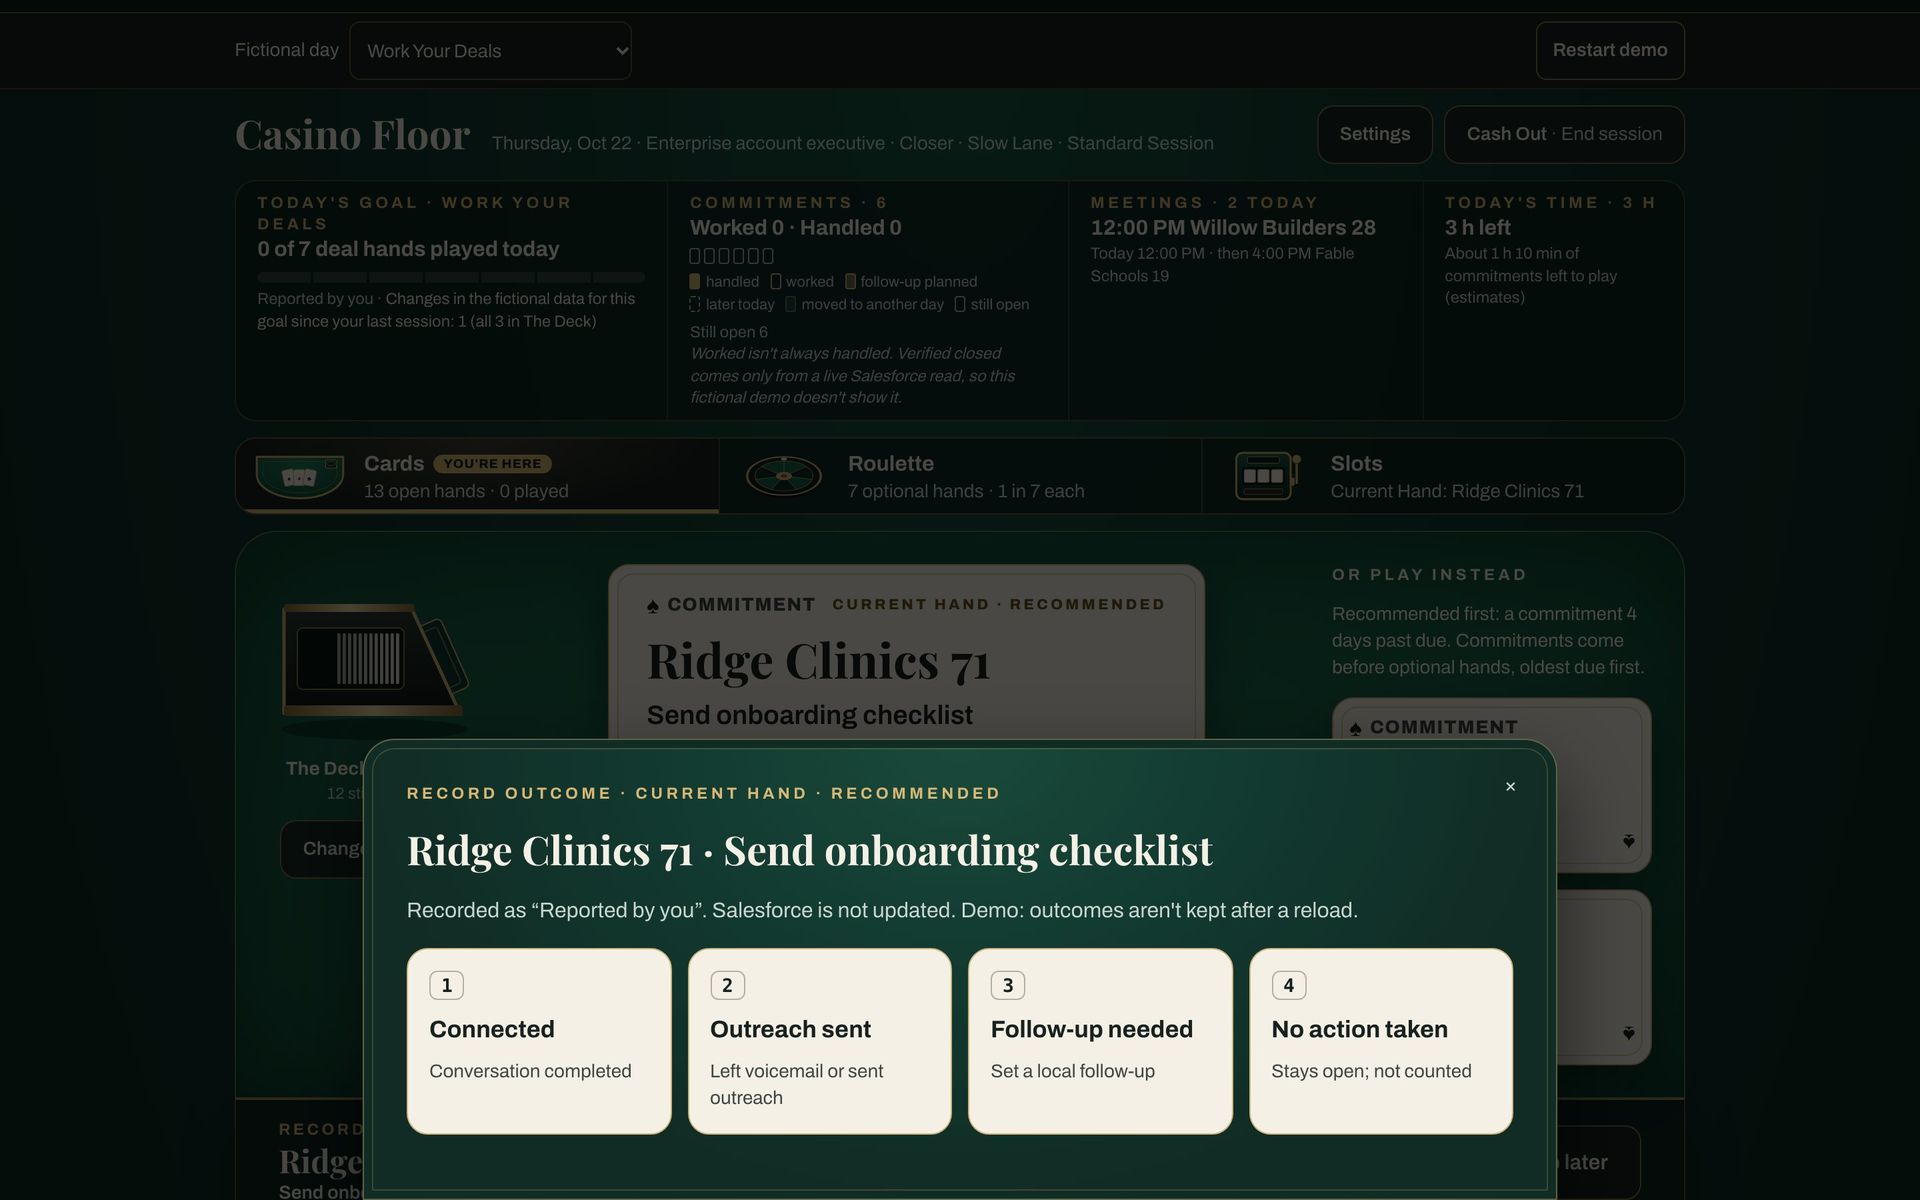 Fictional day
Work Your Deals
Restart demo
Casino Floor
Thursday, Oct 22 · Enterprise account executive · Closer · Slow Lane · Standard Session
Settings
Cash Out · End session
TODAY'S GOAL · WORK YOUR
DEALS
0 of 7 deal hands played today
Reported by you · Changes in the fictional data for this
goal since your last session: 1 (all 3 in The Deck)
COMMITMENTS · 6
Worked 0 · Handled 0
handled worked follow-up planned
later today moved to another day still open
Still open 6
Worked isn't always handled. Verified closed
comes only from a live Salesforce read, so this
fictional demo doesn't show it.
MEETINGS · 2 TODAY
12:00 PM Willow Builders 28
Today 12:00 PM · then 4:00 PM Fable
Schools 19
TODAY'S TIME · 3 H
3 h left
About 1 h 10 min of
commitments left to play
(estimates)
Cards YOU'RE HERE
13 open hands · 0 played
Roulette
7 optional hands · 1 in 7 each
Slots
Current Hand: Ridge Clinics 71
♠ COMMITMENT CURRENT HAND · RECOMMENDED
Ridge Clinics 71
Send onboarding checklist
OR PLAY INSTEAD
Recommended first: a commitment 4
days past due. Commitments come
before optional hands, oldest due first.
♠ COMMITMENT
The Deck
12
Change
RECORD OUTCOME · CURRENT HAND · RECOMMENDED
×
Ridge Clinics 71 · Send onboarding checklist
Recorded as “Reported by you”. Salesforce is not updated. Demo: outcomes aren't kept after a reload.
1
Connected
Conversation completed
2
Outreach sent
Left voicemail or sent
outreach
3
Follow-up needed
Set a local follow-up
4
No action taken
Stays open; not counted
RECORD
Ridge
Send
later